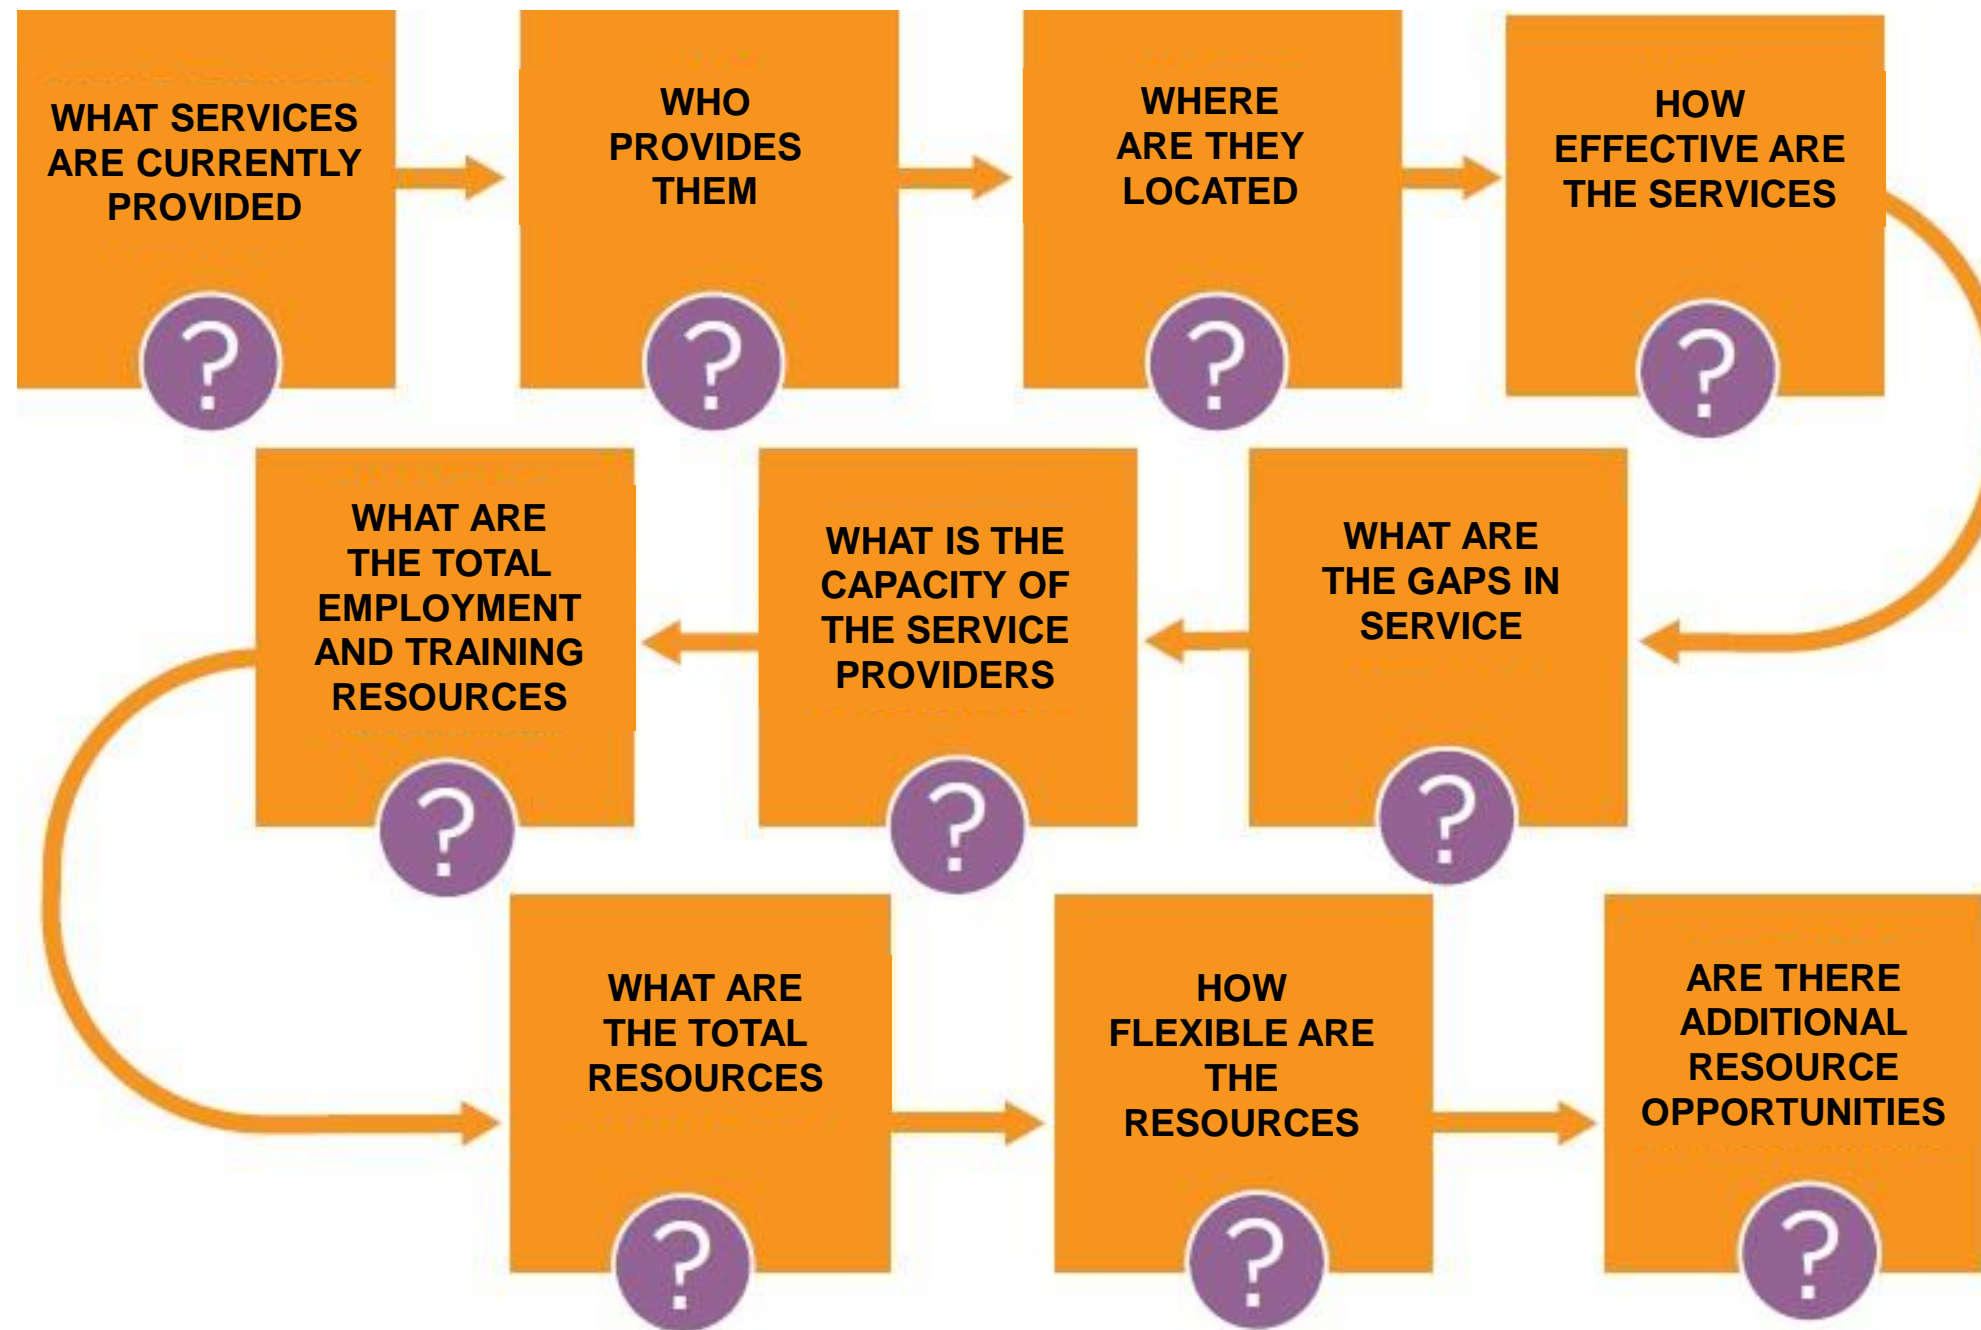 WHAT SERVICES
ARE CURRENTLY
PROVIDED
?
WHO
PROVIDES
THEM
?
WHERE
ARE THEY
LOCATED
?
HOW
EFFECTIVE ARE
THE SERVICES
?
WHAT ARE
THE GAPS IN
SERVICE
?
WHAT IS THE
CAPACITY OF
THE SERVICE
PROVIDERS
?
WHAT ARE
THE TOTAL
EMPLOYMENT
AND TRAINING
RESOURCES
?
WHAT ARE
THE TOTAL
RESOURCES
?
HOW
FLEXIBLE ARE
THE
RESOURCES
?
ARE THERE
ADDITIONAL
RESOURCE
OPPORTUNITIES
?